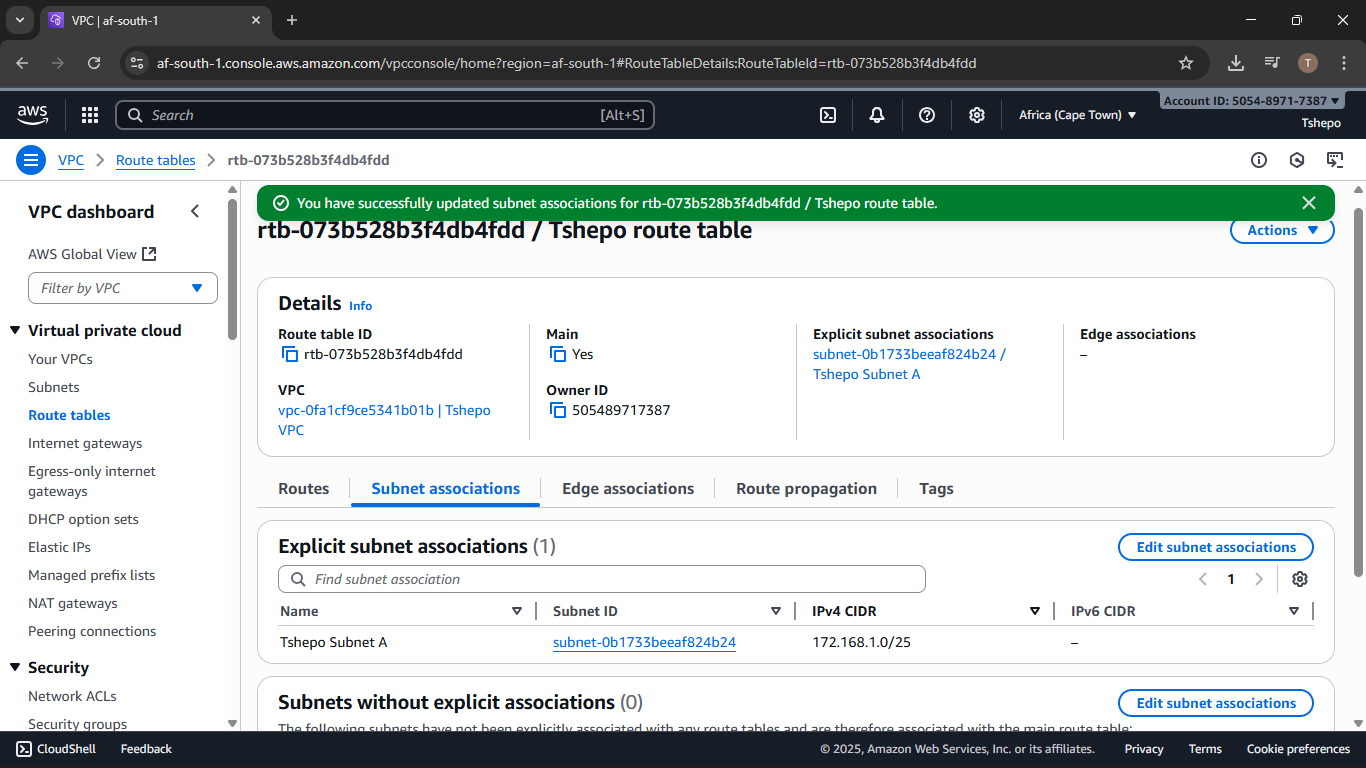 VPC | af-south-1
af-south-1.console.aws.amazon.com/vpcconsole/home?region=af-south-1#RouteTableDetails:RouteTableId=rtb-073b528b3f4db4fdd
T
aws
Search
[Alt+S]
Africa (Cape Town)
Account ID: 5054-8971-7387
Tshepo
VPC
Route tables
rtb-073b528b3f4db4fdd
VPC dashboard
AWS Global View
Filter by VPC
Virtual private cloud
Your VPCs
Subnets
Route tables
Internet gateways
Egress-only internet
gateways
DHCP option sets
Elastic IPs
Managed prefix lists
NAT gateways
Peering connections
Security
Network ACLs
Security groups
You have successfully updated subnet associations for rtb-073b528b3f4db4fdd / Tshepo route table.
rtb-073b528b3f4db4fdd / Tshepo route table
Actions
Details Info
Route table ID
rtb-073b528b3f4db4fdd
VPC
vpc-0fa1cf9ce5341b01b | Tshepo
VPC
Main
Yes
Owner ID
505489717387
Explicit subnet associations
subnet-0b1733beeaf824b24 /
Tshepo Subnet A
Edge associations
–
Routes
Subnet associations
Edge associations
Route propagation
Tags
Explicit subnet associations (1)
Edit subnet associations
Find subnet association
1
Name
Subnet ID
IPv4 CIDR
IPv6 CIDR
Tshepo Subnet A
subnet-0b1733beeaf824b24
172.168.1.0/25
–
Subnets without explicit associations (0)
Edit subnet associations
The following subnets have not been explicitly associated with any route tables and are therefore associated with the main route table:
CloudShell
Feedback
© 2025, Amazon Web Services, Inc. or its affiliates.
Privacy
Terms
Cookie preferences